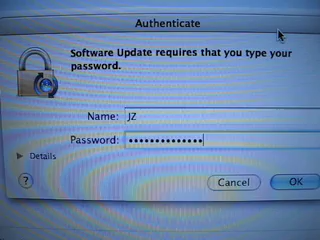 Authenticate
Software Update requires that you type your
password.
Name: JZ
Password: ••••••••••••••
Details
?
Cancel
OK